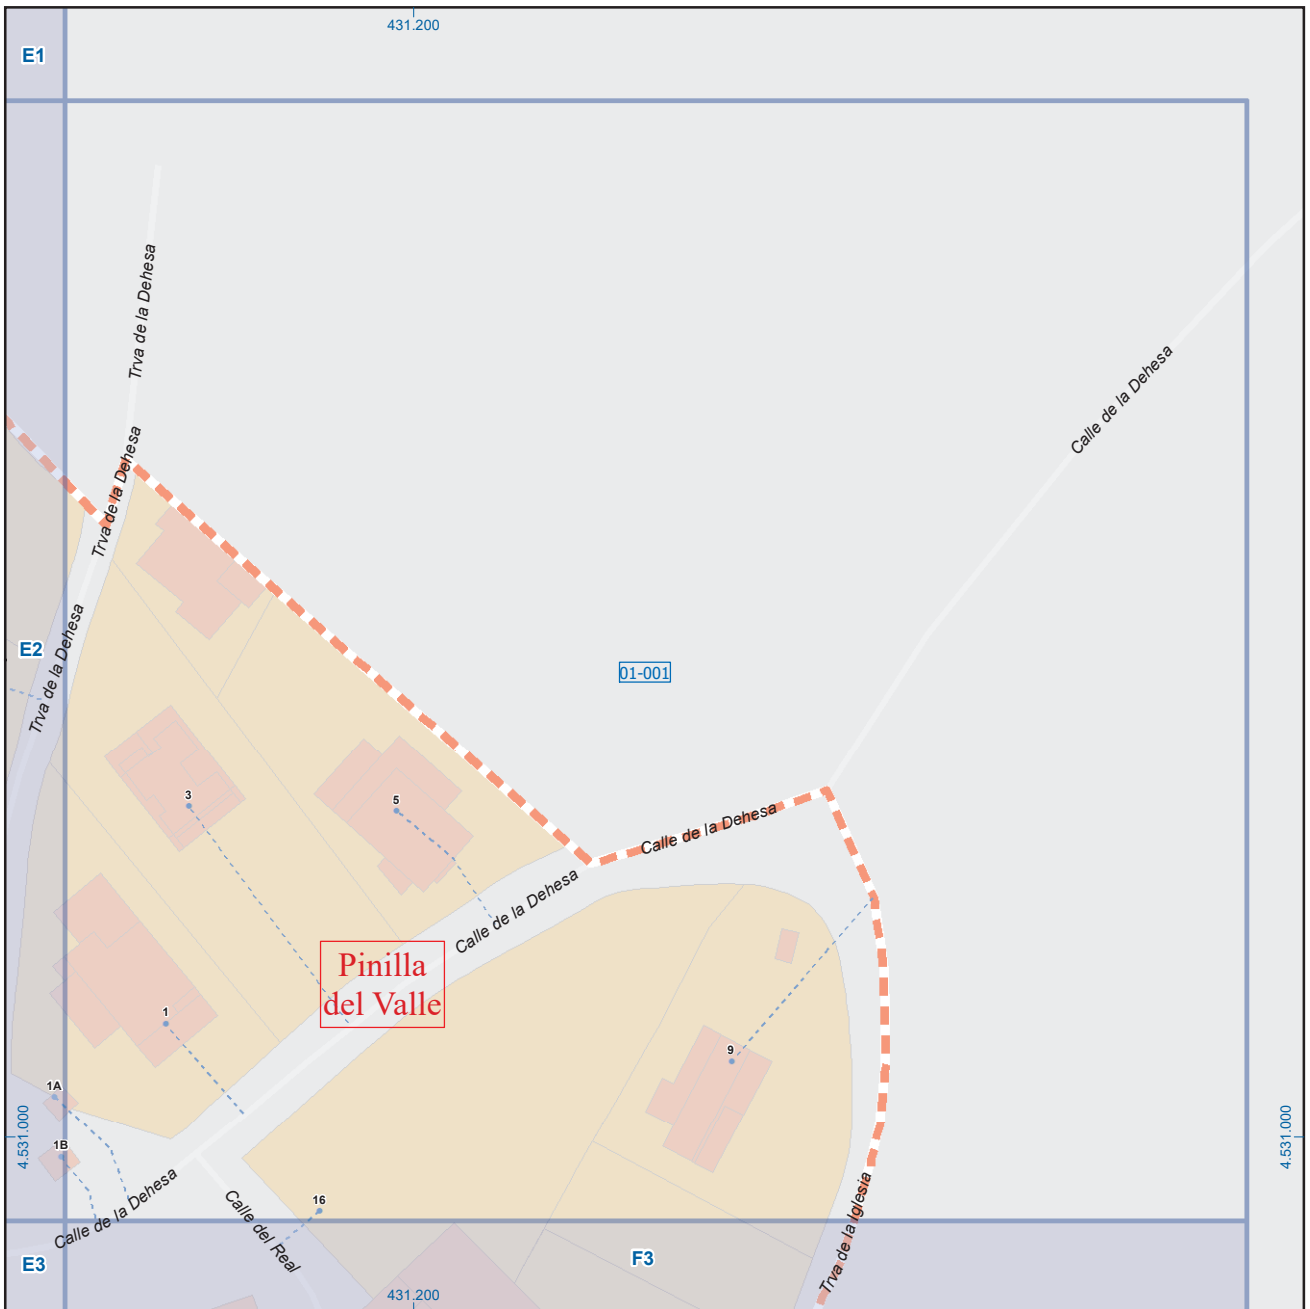 431.200
E1
Trva de la Dehesa
Calle de la Dehesa
Trva de la Dehesa
Trva de la Dehesa
E2
01-001
3
5
Calle de la Dehesa
Calle de la Dehesa
Pinilla
del Valle
1
9
1A
4.531.000
4.531.000
1B
Calle de la Dehesa
16
Calle del Real
Trva de la Iglesia
E3
F3
431.200